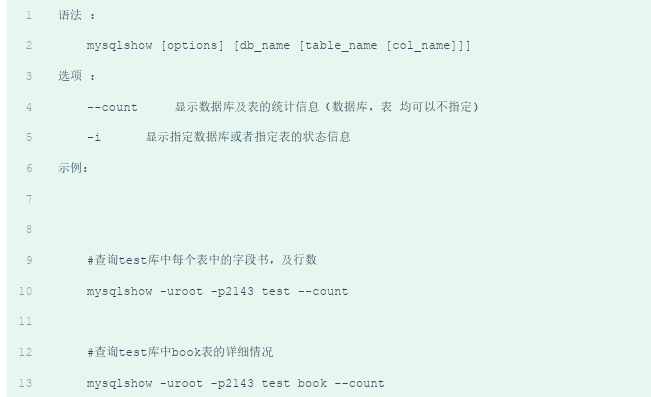 1 语法 :
2 mysqlshow [options] [db_name [table_name [col_name]]]
3 选项 :
4 --count 显示数据库及表的统计信息 (数据库. 表 均可以不指定)
5 -i 显示指定数据库或者指定表的状态信息
6 示例:
7
8
9 #查询test库中每个表中的字段书. 及行数
10 mysqlshow -uroot -p2143 test --count
11
12 #查询test库中book表的详细情况
13 mysqlshow -uroot -p2143 test book --count